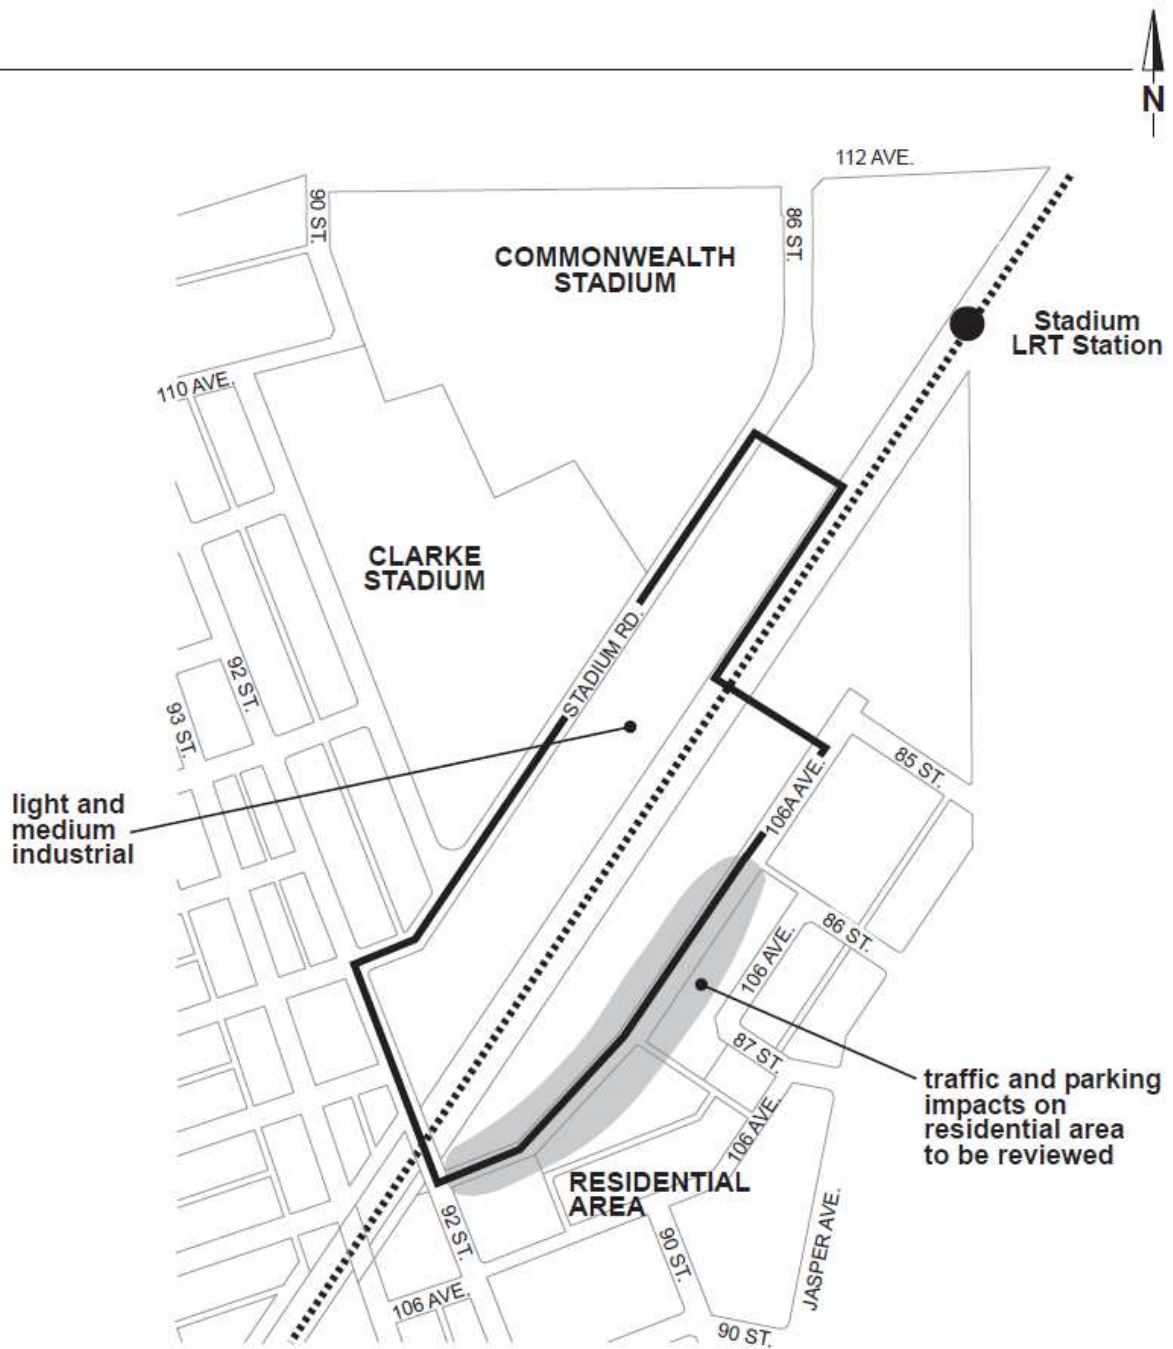 N
112 AVE.
90 ST.
86 ST.
COMMONWEALTH
STADIUM
Stadium
LRT Station
110 AVE.
CLARKE
STADIUM
STADIUM RD.
92 ST.
93 ST.
85 ST.
106A AVE.
light and
medium
industrial
86 ST.
106 AVE.
87 ST.
traffic and parking
impacts on
residential area
to be reviewed
106 AVE.
RESIDENTIAL
AREA
92 ST.
90 ST.
JASPER AVE.
106 AVE.
90 ST.